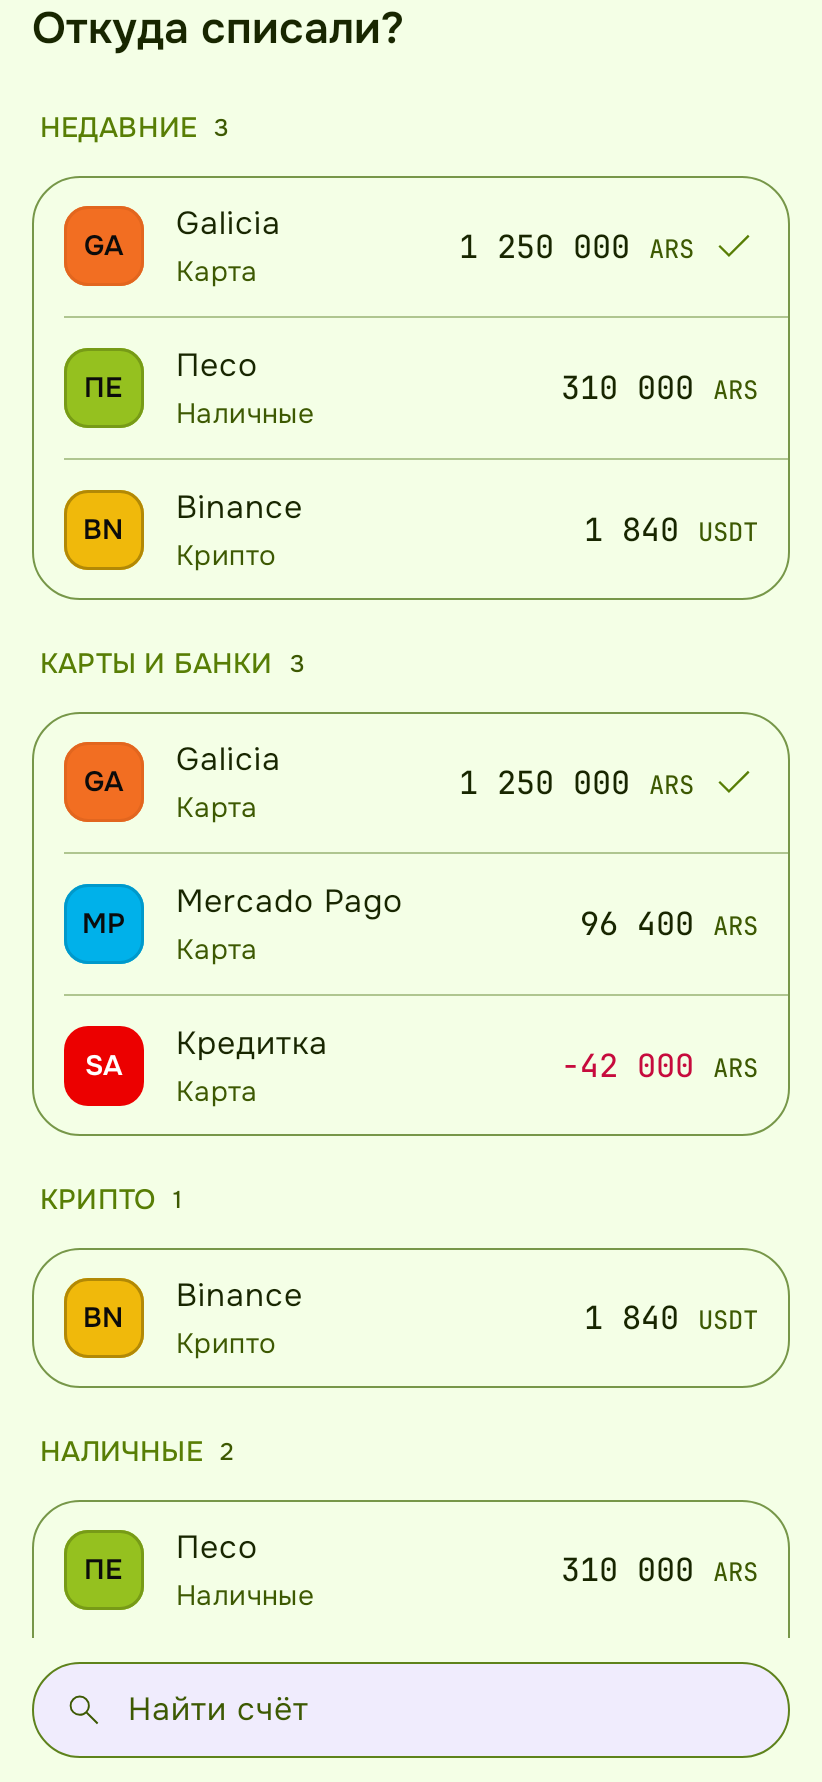 Откуда списали?
НЕДАВНИЕ 3
GA Galicia 1 250 000 ARS
Карта
ПЕ Песо 310 000 ARS
Наличные
BN Binance 1 840 USDT
Крипто
КАРТЫ И БАНКИ 3
GA Galicia 1 250 000 ARS
Карта
MP Mercado Pago 96 400 ARS
Карта
SA Кредитка -42 000 ARS
Карта
КРИПТО 1
BN Binance 1 840 USDT
Крипто
НАЛИЧНЫЕ 2
ПЕ Песо 310 000 ARS
Наличные
Найти счёт